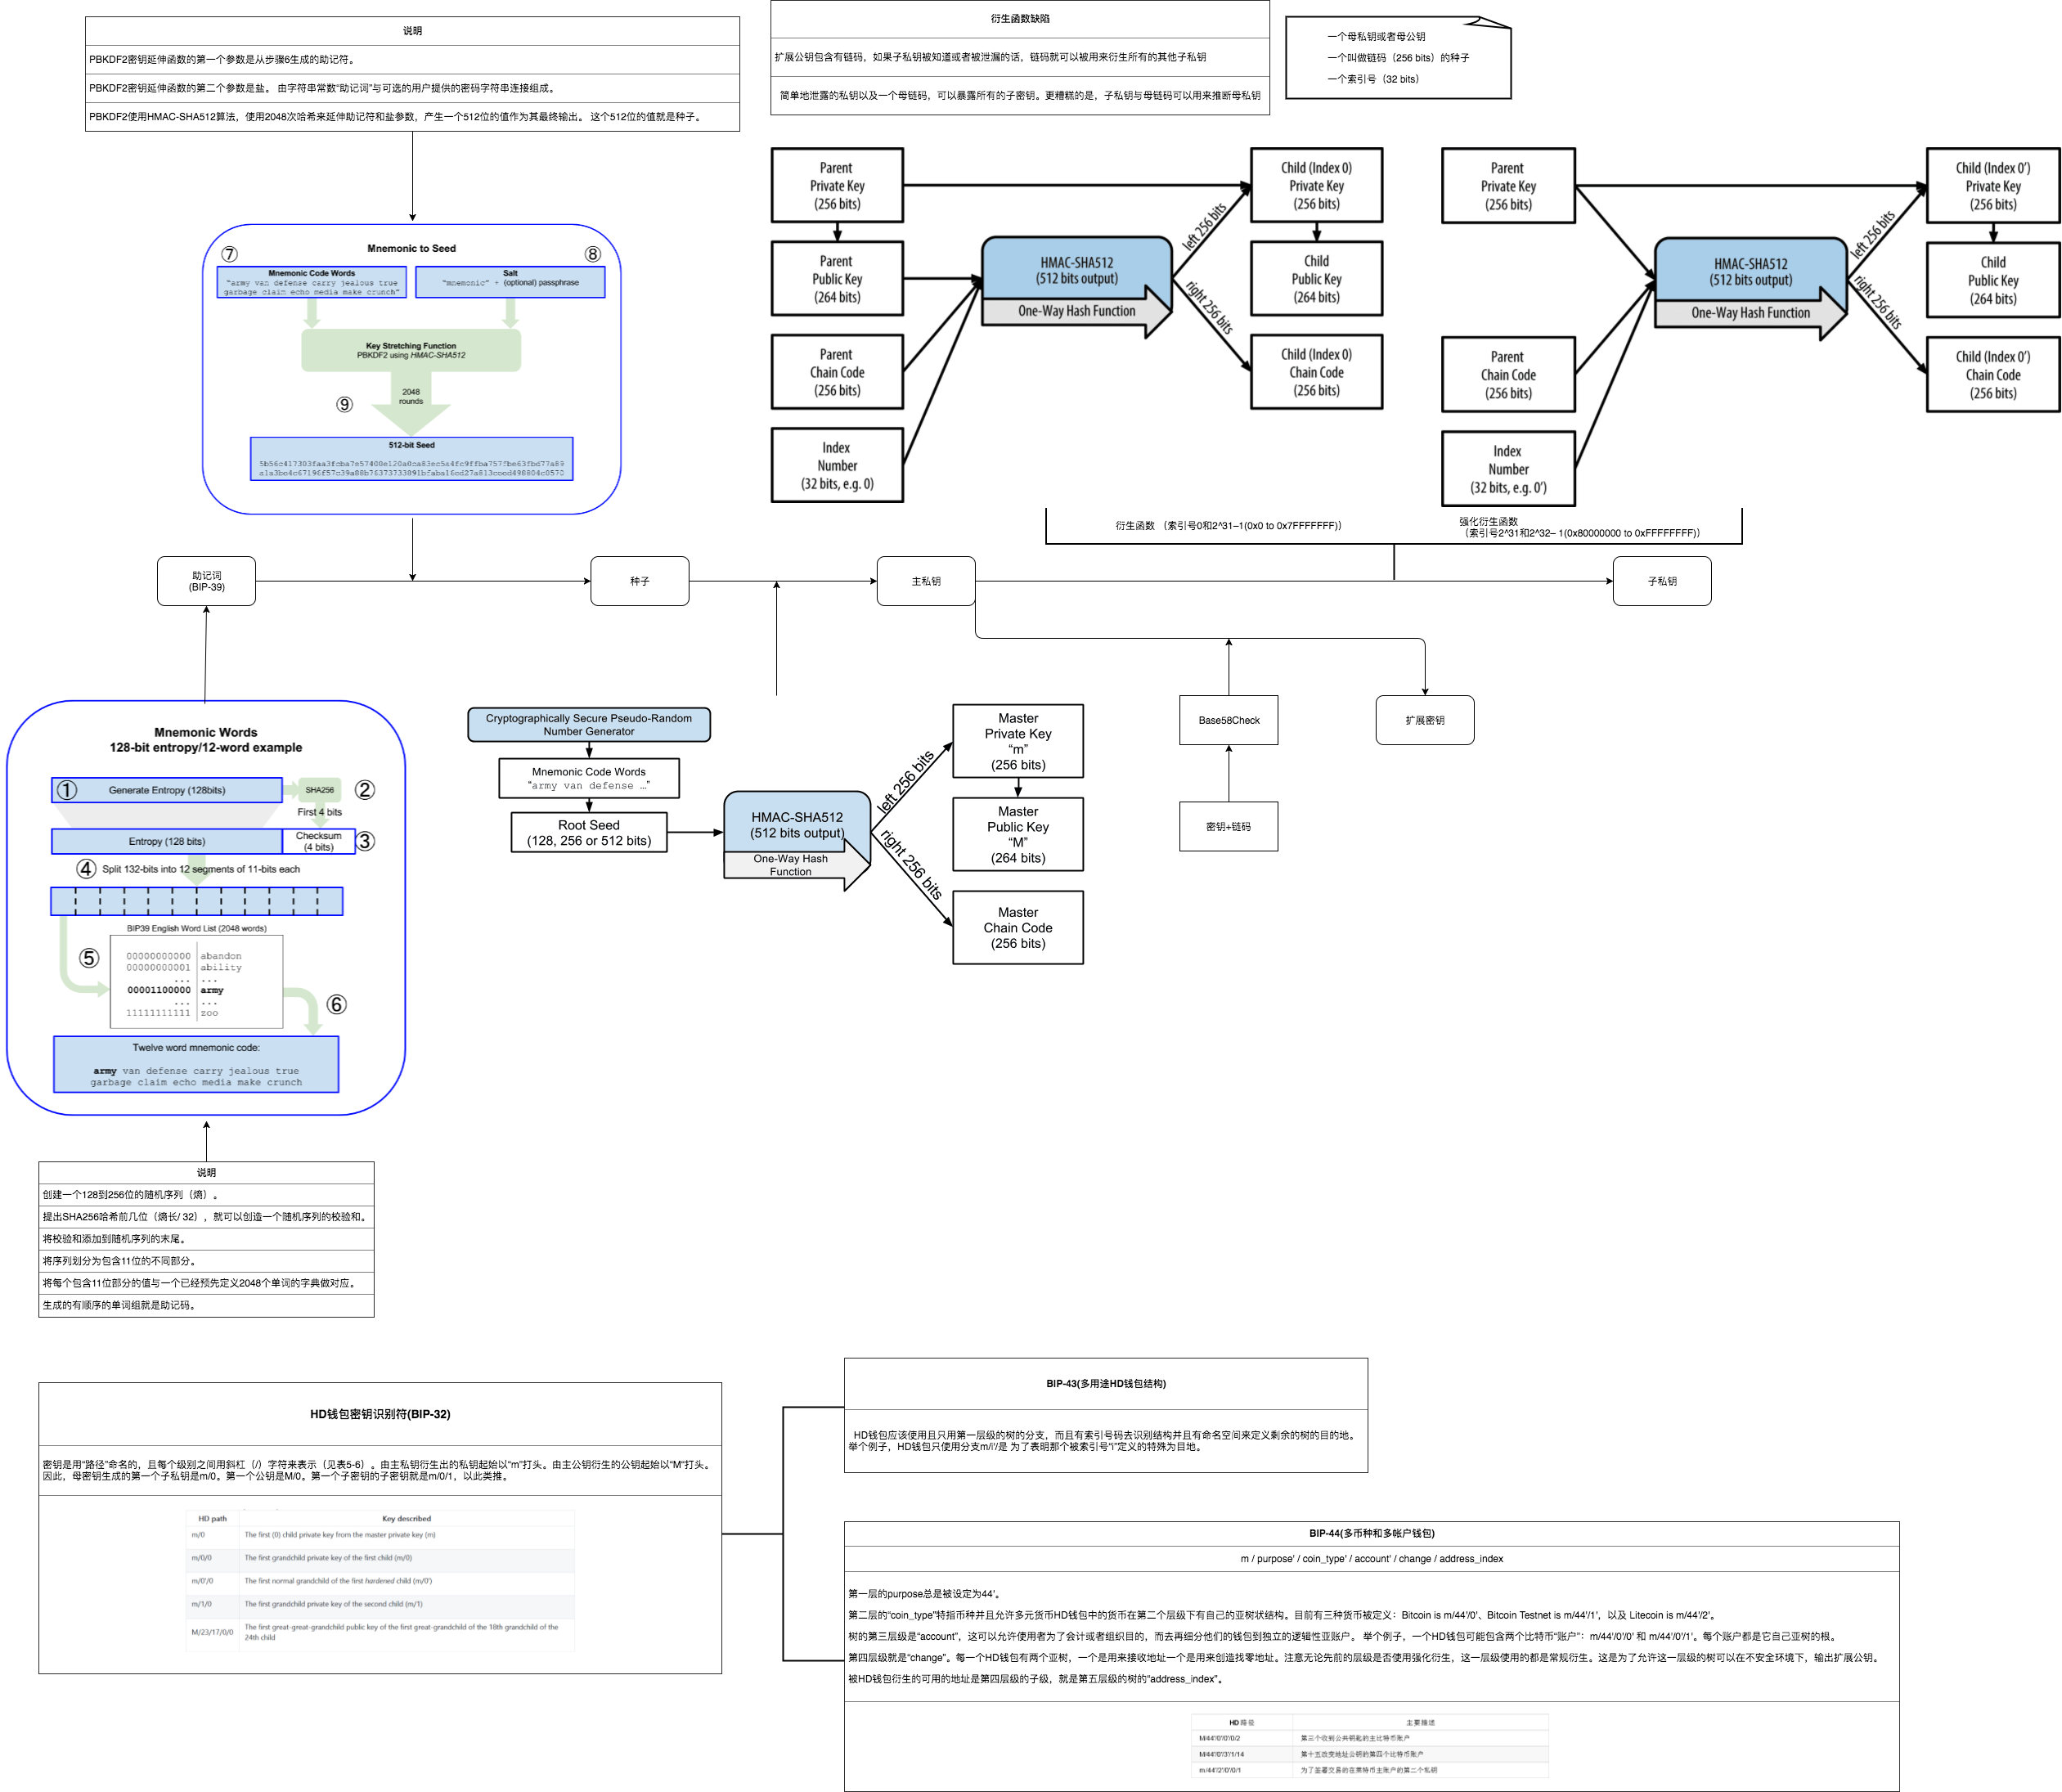 说明
PBKDF2密钥延伸函数的第一个参数是从步骤6生成的助记符。
PBKDF2密钥延伸函数的第二个参数是盐。 由字符串常数“助记词”与可选的用户提供的密码字符串连接组成。
PBKDF2使用HMAC-SHA512算法，使用2048次哈希来延伸助记符和盐参数，产生一个512位的值作为其最终输出。 这个512位的值就是种子。
衍生函数缺陷
扩展公钥包含有链码，如果子私钥被知道或者被泄漏的话，链码就可以被用来衍生所有的其他子私钥
简单地泄露的私钥以及一个母链码，可以暴露所有的子密钥。更糟糕的是，子私钥与母链码可以用来推断母私钥
一个母私钥或者母公钥
一个叫做链码（256 bits）的种子
一个索引号（32 bits）
Mnemonic to Seed
⑦
⑧
Mnemonic Code Words
“army van defense carry jealous true
garbage claim echo media make crunch”
Salt
“mnemonic” + (optional) passphrase
Key Stretching Function
PBKDF2 using HMAC-SHA512
⑨
2048
rounds
512-bit Seed
Parent
Private Key
(256 bits)
Parent
Public Key
(264 bits)
Parent
Chain Code
(256 bits)
Index
Number
(32 bits, e.g. 0)
HMAC-SHA512
(512 bits output)
One-Way Hash Function
left 256 bits
right 256 bits
Child (Index 0)
Private Key
(256 bits)
Child
Public Key
(264 bits)
Child (Index 0)
Chain Code
(256 bits)
Parent
Private Key
(256 bits)
Parent
Chain Code
(256 bits)
Index
Number
(32 bits, e.g. 0’)
HMAC-SHA512
(512 bits output)
One-Way Hash Function
left 256 bits
right 256 bits
Child (Index 0’)
Private Key
(256 bits)
Child
Public Key
(264 bits)
Child (Index 0’)
Chain Code
(256 bits)
衍生函数 （索引号0和2^31–1(0x0 to 0x7FFFFFFF)）
强化衍生函数
（索引号2^31和2^32– 1(0x80000000 to 0xFFFFFFFF)）
助记词
(BIP-39)
种子
主私钥
子私钥
Mnemonic Words
128-bit entropy/12-word example
①
Generate Entropy (128bits)
SHA256
②
First 4 bits
Entropy (128 bits)
Checksum
(4 bits)
③
④
Split 132-bits into 12 segments of 11-bits each
BIP39 English Word List (2048 words)
⑤
00000000000 abandon
00000000001 ability
... ...
00001100000 army
... ...
11111111111 zoo
⑥
Twelve word mnemonic code:
army van defense carry jealous true
garbage claim echo media make crunch
Cryptographically Secure Pseudo-Random
Number Generator
Mnemonic Code Words
“army van defense …”
Root Seed
(128, 256 or 512 bits)
HMAC-SHA512
(512 bits output)
One-Way Hash
Function
left 256 bits
right 256 bits
Master
Private Key
“m”
(256 bits)
Master
Public Key
“M”
(264 bits)
Master
Chain Code
(256 bits)
Base58Check
扩展密钥
密钥+链码
说明
创建一个128到256位的随机序列（熵）。
提出SHA256哈希前几位（熵长/ 32），就可以创造一个随机序列的校验和。
将校验和添加到随机序列的末尾。
将序列划分为包含11位的不同部分。
将每个包含11位部分的值与一个已经预先定义2048个单词的字典做对应。
生成的有顺序的单词组就是助记码。
HD钱包密钥识别符(BIP-32)
密钥是用“路径”命名的，且每个级别之间用斜杠（/）字符来表示（见表5-6）。由主私钥衍生出的私钥起始以“m”打头。由主公钥衍生的公钥起始以“M“打头。
因此，母密钥生成的第一个子私钥是m/0。第一个公钥是M/0。第一个子密钥的子密钥就是m/0/1，以此类推。
HD path Key described
m/0 The first (0) child private key from the master private key (m)
m/0/0 The first grandchild private key of the first child (m/0)
m/0'/0 The first normal grandchild of the first hardened child (m/0')
m/1/0 The first grandchild private key of the second child (m/1)
M/23/17/0/0 The first great-great-grandchild public key of the first great-grandchild of the 18th grandchild of the
24th child
BIP-43(多用途HD钱包结构)
HD钱包应该使用且只用第一层级的树的分支，而且有索引号码去识别结构并且有命名空间来定义剩余的树的目的地。
举个例子，HD钱包只使用分支m/i'/是 为了表明那个被索引号“i”定义的特殊为目地。
BIP-44(多币种和多帐户钱包)
m / purpose' / coin_type' / account' / change / address_index
第一层的purpose总是被设定为44'。
第二层的“coin_type”特指币种并且允许多元货币HD钱包中的货币在第二个层级下有自己的亚树状结构。目前有三种货币被定义：Bitcoin is m/44'/0'、Bitcoin Testnet is m/44'/1'，以及 Litecoin is m/44'/2'。
树的第三层级是“account”，这可以允许使用者为了会计或者组织目的，而去再细分他们的钱包到独立的逻辑性亚账户。 举个例子，一个HD钱包可能包含两个比特币“账户”：m/44'/0'/0' 和 m/44'/0'/1'。每个账户都是它自己亚树的根。
第四层级就是“change”。每一个HD钱包有两个亚树，一个是用来接收地址一个是用来创造找零地址。注意无论先前的层级是否使用强化衍生，这一层级使用的都是常规衍生。这是为了允许这一层级的树可以在不安全环境下，输出扩展公钥。
被HD钱包衍生的可用的地址是第四层级的子级，就是第五层级的树的“address_index”。
HD 路径 主要描述
M/44'/0'/0'/0/2 第三个收到公共钥匙的主比特币账户
M/44'/0'/3'/1/14 第十五改变地址公钥的第四个比特币账户
m/44'/2'/0'/0/1 为了签署交易的在莱特币主账户的第二个私钥